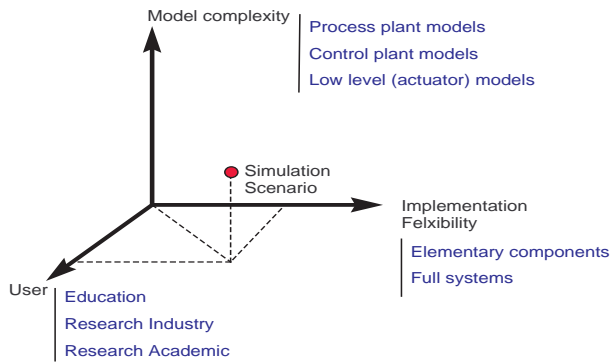 Model complexity
Process plant models
Control plant models
Low level (actuator) models
Simulation
Scenario
Implementation
Felxibility
Elementary components
Full systems
User
Education
Research Industry
Research Academic